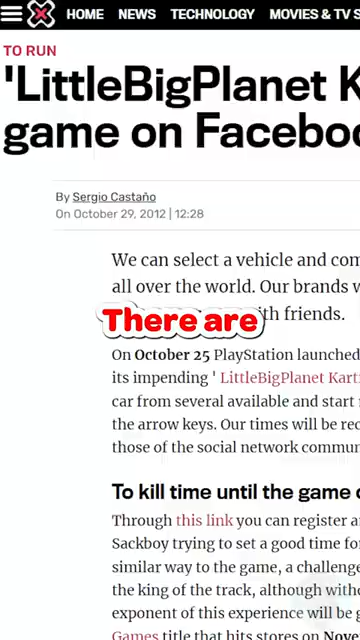 HOME NEWS TECHNOLOGY MOVIES & TV S
TO RUN
'LittleBigPlanet K
game on Faceboo
By Sergio Castaño
On October 29, 2012 | 12:28
We can select a vehicle and com
all over the world. Our brands w
There are
th friends.
On October 25 PlayStation launched
its impending ' LittleBigPlanet Kart
car from several available and start
the arrow keys. Our times will be rec
those of the social network commun
To kill time until the game
Through this link you can register a
Sackboy trying to set a good time fo
similar way to the game, a challeng
the king of the track, although witho
exponent of this experience will be g
Games title that hits stores on Nove